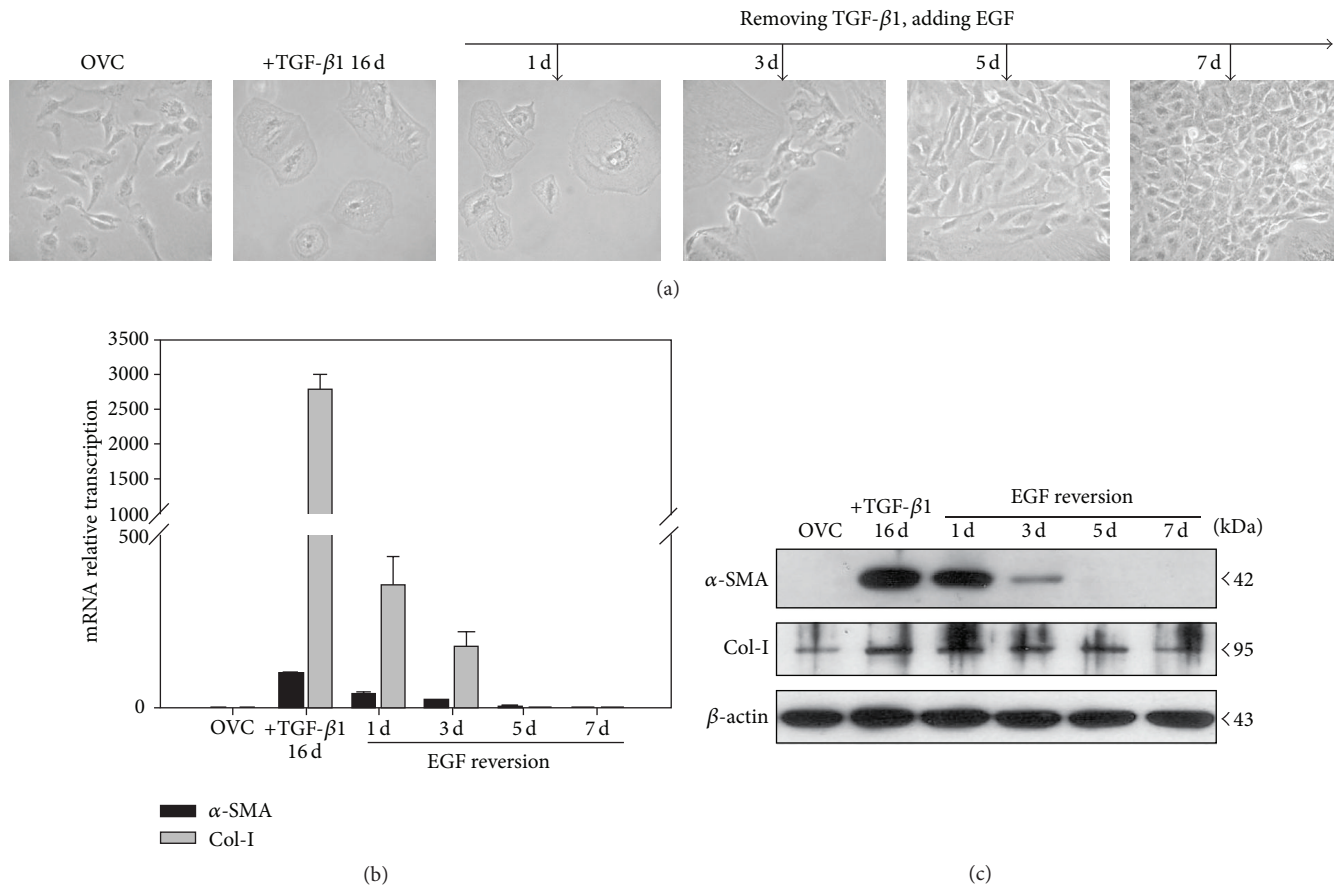 Removing TGF-β1, adding EGF
OVC
+TGF-β1 16 d
1 d
3 d
5 d
7 d
(a)
3500
3000
2500
2000
1500
1000
500
0
mRNA relative transcription
OVC
+TGF-β1
16 d
1 d
3 d
5 d
7 d
EGF reversion
α-SMA
Col-I
(b)
+TGF-β1
EGF reversion
OVC
16 d
1 d
3 d
5 d
7 d
(kDa)
α-SMA
<42
Col-I
<95
β-actin
<43
(c)